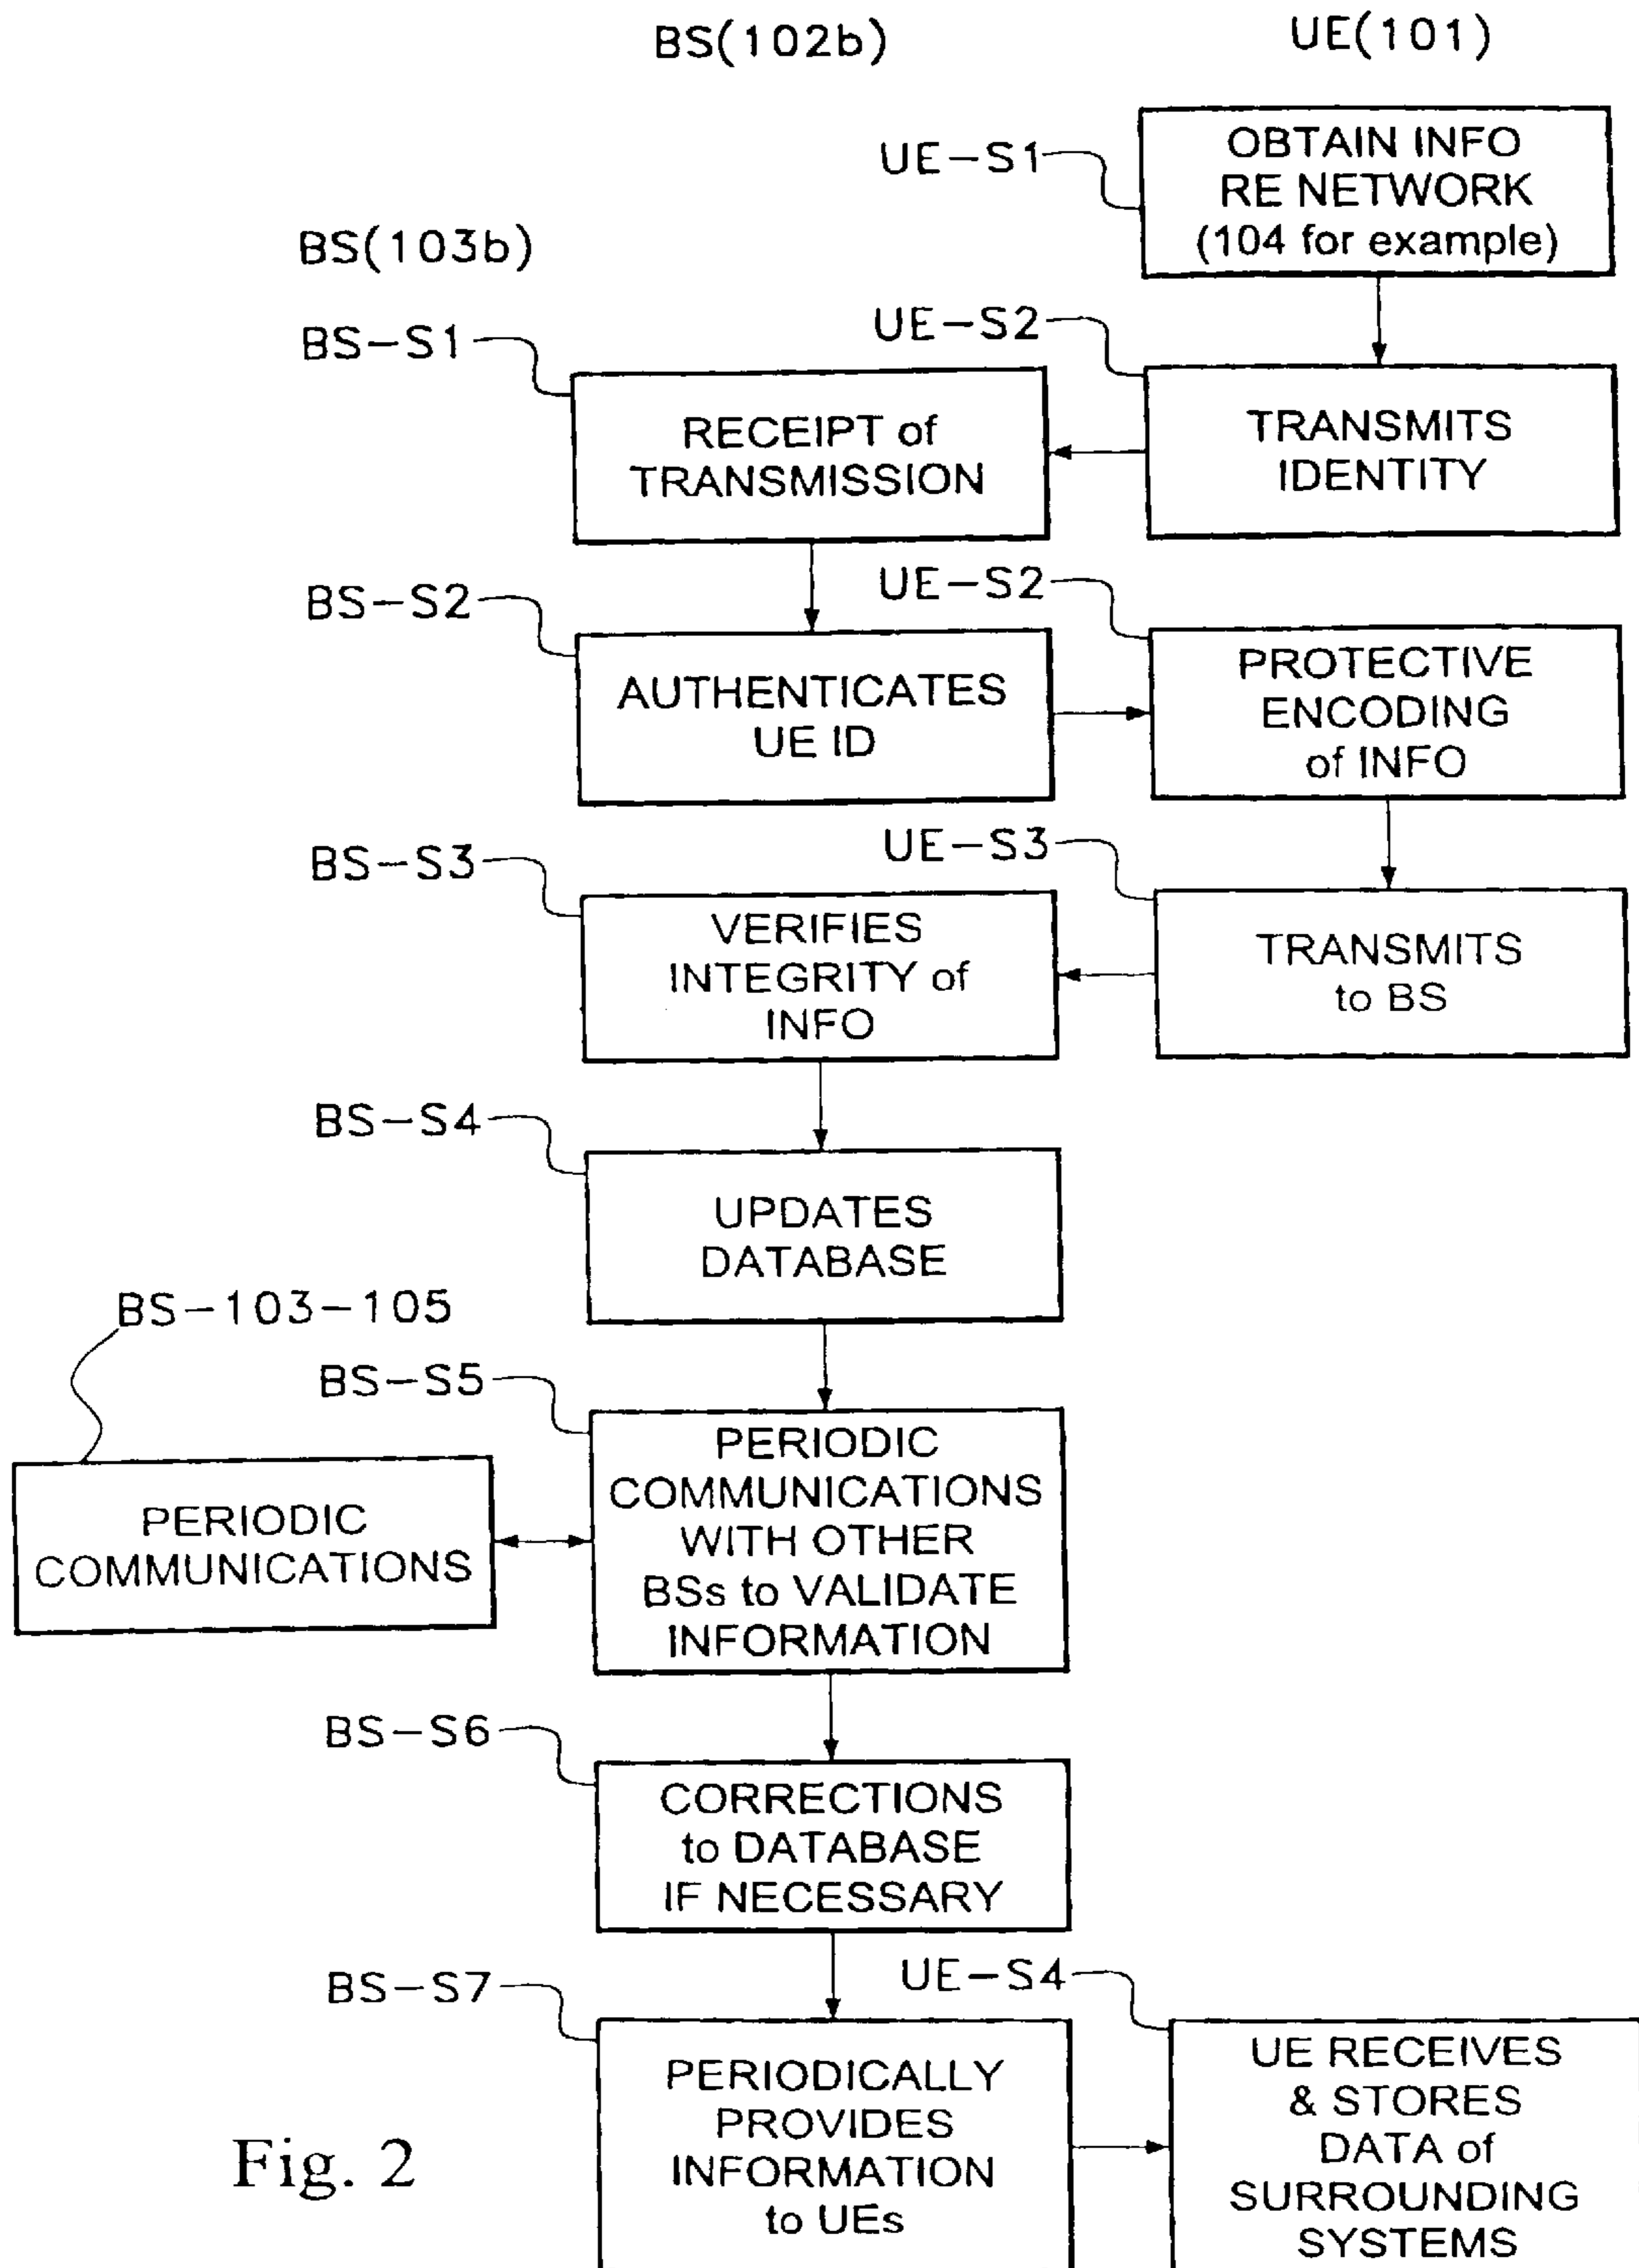 BS(102b)
UE(101)
UE-S1
OBTAIN INFO
RE NETWORK
(104 for example)
BS(103b)
BS-S1
UE-S2
RECEIPT of
TRANSMISSION
TRANSMITS
IDENTITY
BS-S2
UE-S2
AUTHENTICATES
UE ID
PROTECTIVE
ENCODING
of INFO
BS-S3
UE-S3
VERIFIES
INTEGRITY of
INFO
TRANSMITS
to BS
BS-S4
UPDATES
DATABASE
BS-103-105
BS-S5
PERIODIC
COMMUNICATIONS
PERIODIC
COMMUNICATIONS
WITH OTHER
BSs to VALIDATE
INFORMATION
BS-S6
CORRECTIONS
to DATABASE
IF NECESSARY
BS-S7
UE-S4
PERIODICALLY
PROVIDES
INFORMATION
to UEs
UE RECEIVES
& STORES
DATA of
SURROUNDING
SYSTEMS
Fig. 2